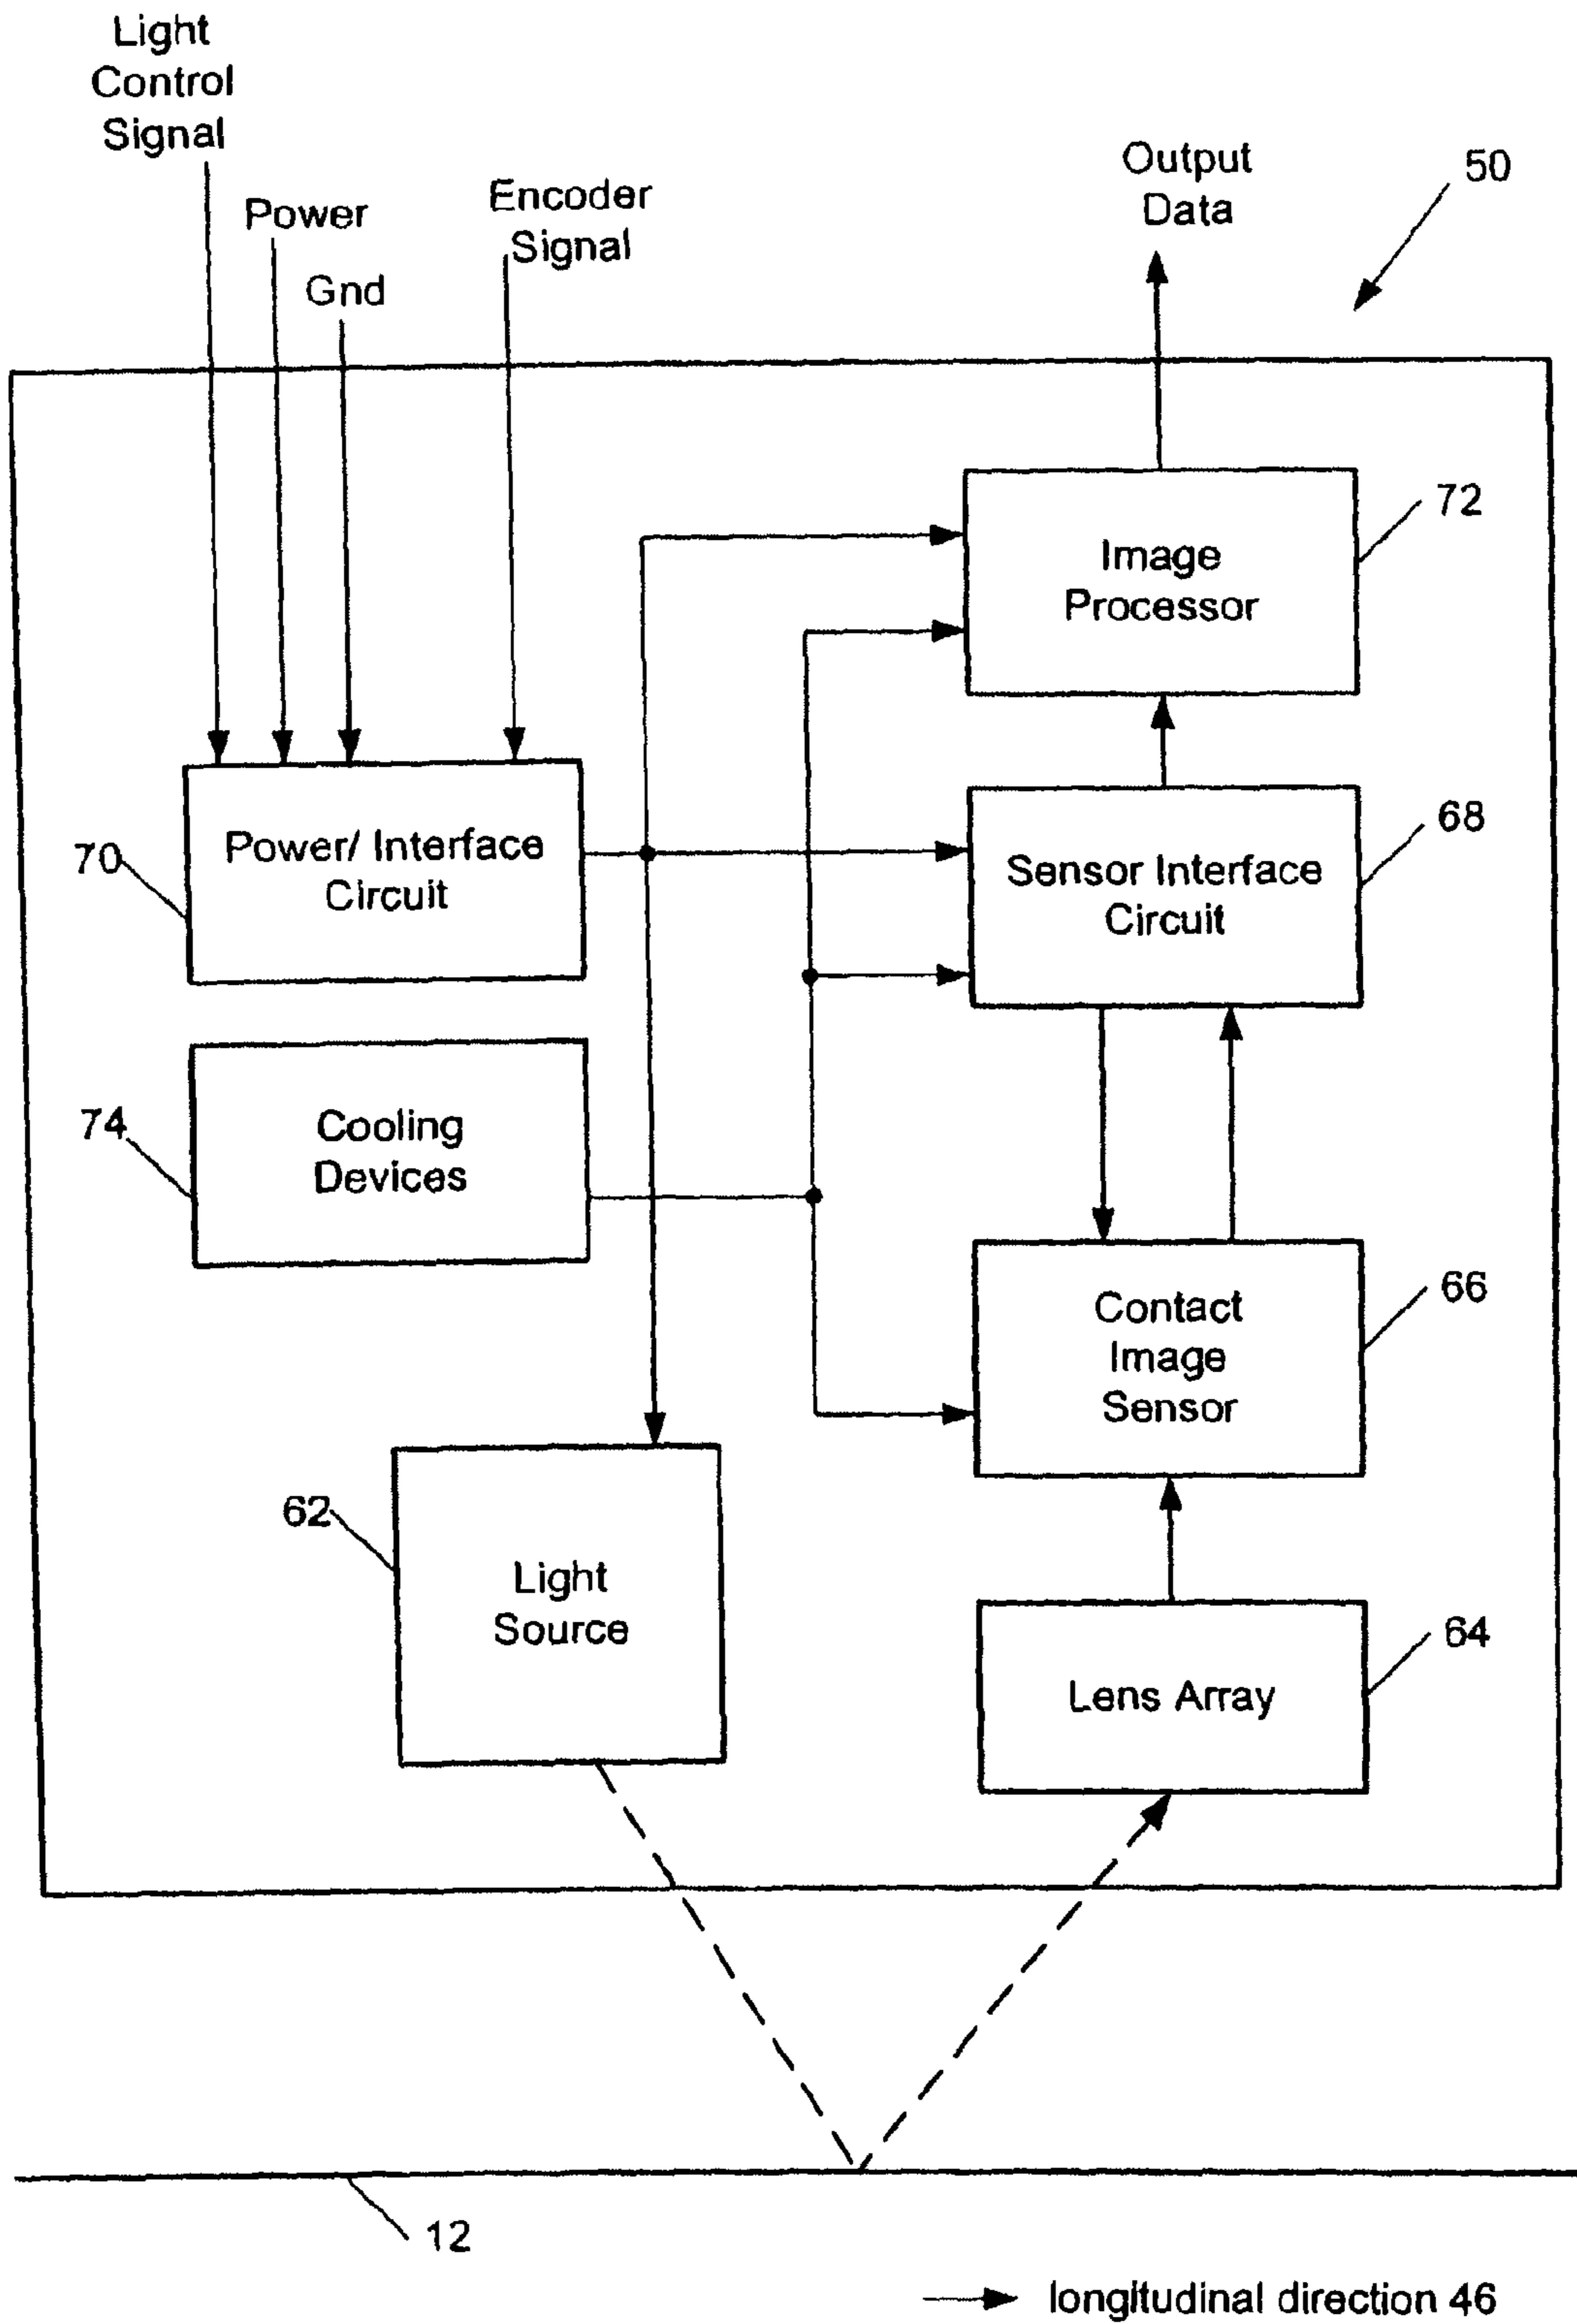 Light
Control
Signal
Power
Gnd
Encoder
Signal
Output
Data
50
Image
Processor
72
Power/ Interface
Circuit
70
Sensor Interface
Circuit
68
Cooling
Devices
74
Contact
Image
Sensor
66
Light
Source
62
Lens Array
64
12
longitudinal direction 46